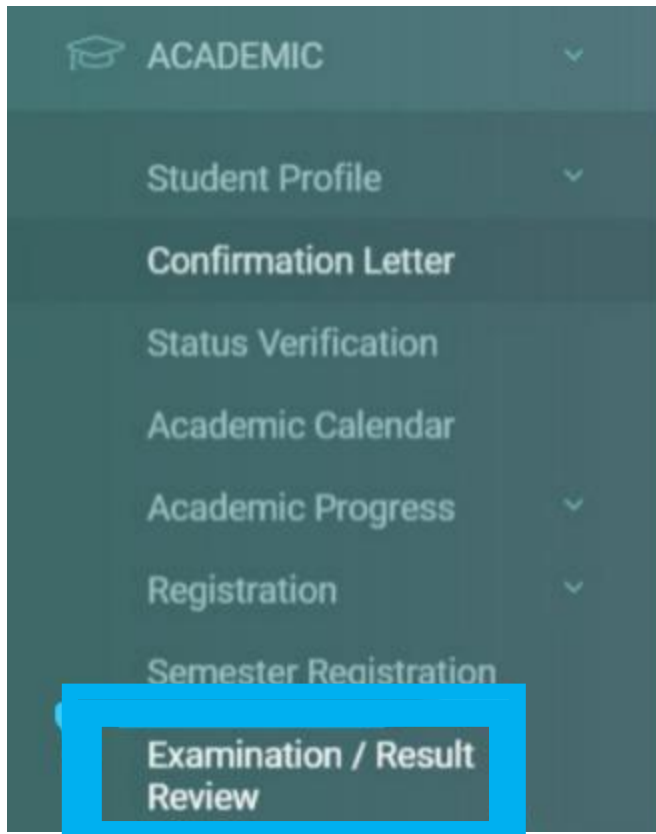 ACADEMIC
Student Profile
Confirmation Letter
Status Verification
Academic Calendar
Academic Progress
Registration
Semester Registration
Examination / Result
Review